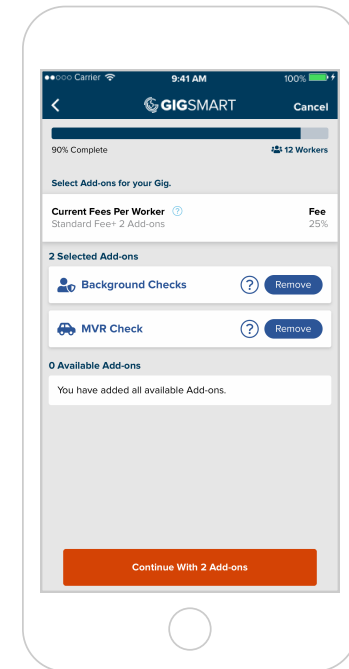 Carrier 9:41 AM 100%
GIGSMART Cancel
90% Complete 12 Workers
Select Add-ons for your Gig.
Current Fees Per Worker ? Fee
Standard Fee+ 2 Add-ons 25%
2 Selected Add-ons
Background Checks ? Remove
MVR Check ? Remove
0 Available Add-ons
You have added all available Add-ons.
Continue With 2 Add-ons